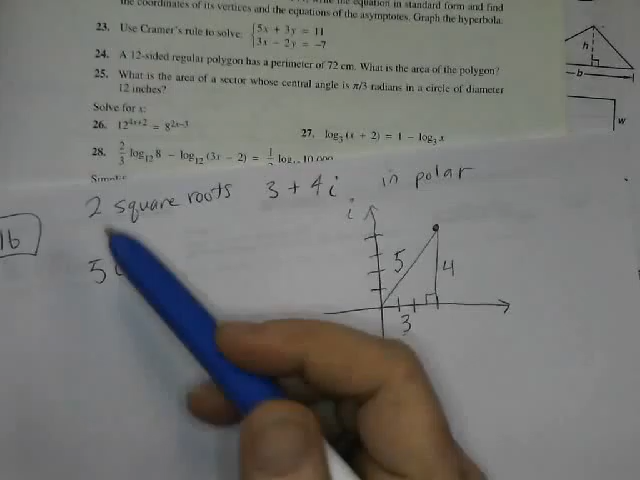 the coordinates of its vertices and the equations of the asymptotes. Graph the hyperbola.
23. Use Cramer's rule to solve: { 5x + 3y = 11
3x − 2y = −7
24. A 12-sided regular polygon has a perimeter of 72 cm. What is the area of the polygon?
25. What is the area of a sector whose central angle is π/3 radians in a circle of diameter
12 inches?
Solve for x:
26. 12^{4x+2} = 8^{2x−3} 27. log₃ (x + 2) = 1 − log₃ x
28. 2/3 log₁₂ 8 − log₁₂ (3x − 2) =
2 square roots 3 + 4i in polar
16
i
5
5
4
3
h
b
w